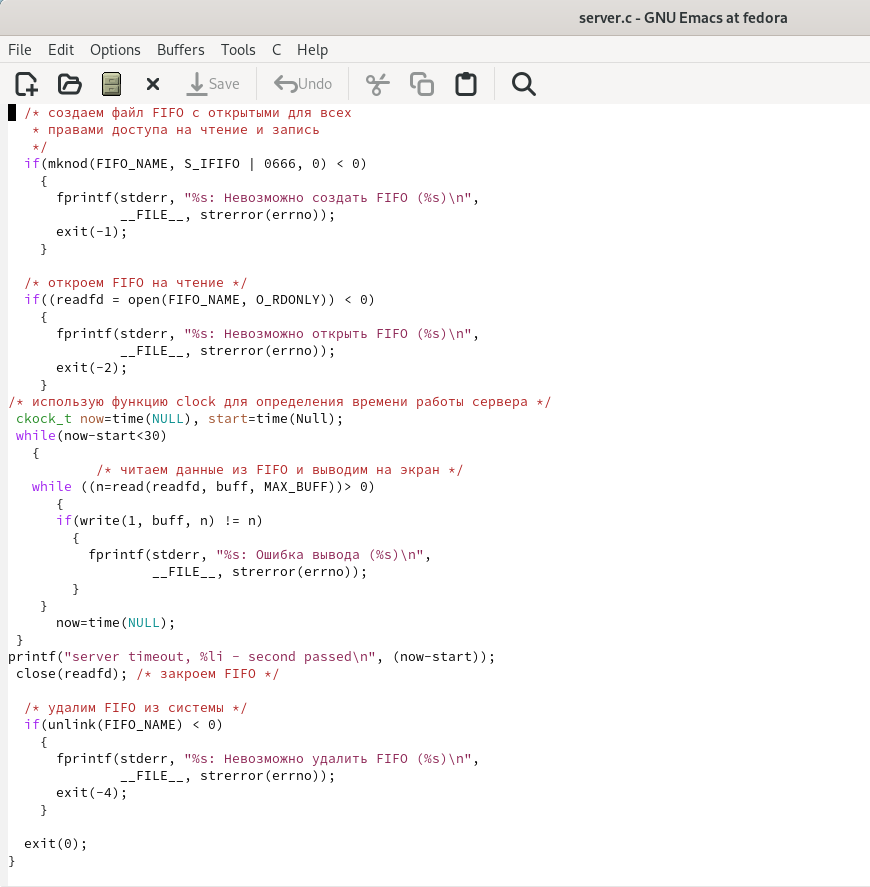 server.c - GNU Emacs at fedora
File Edit Options Buffers Tools C Help
Save Undo
/* создаем файл FIFO с открытыми для всех
* правами доступа на чтение и запись
*/
if(mknod(FIFO_NAME, S_IFIFO | 0666, 0) < 0)
{
fprintf(stderr, "%s: Невозможно создать FIFO (%s)\n",
__FILE__, strerror(errno));
exit(-1);
}
/* откроем FIFO на чтение */
if((readfd = open(FIFO_NAME, O_RDONLY)) < 0)
{
fprintf(stderr, "%s: Невозможно открыть FIFO (%s)\n",
__FILE__, strerror(errno));
exit(-2);
}
/* использую функцию clock для определения времени работы сервера */
ckock_t now=time(NULL), start=time(Null);
while(now-start<30)
{
/* читаем данные из FIFO и выводим на экран */
while ((n=read(readfd, buff, MAX_BUFF))> 0)
{
if(write(1, buff, n) != n)
{
fprintf(stderr, "%s: Ошибка вывода (%s)\n",
__FILE__, strerror(errno));
}
}
now=time(NULL);
}
printf("server timeout, %li - second passed\n", (now-start));
close(readfd); /* закроем FIFO */
/* удалим FIFO из системы */
if(unlink(FIFO_NAME) < 0)
{
fprintf(stderr, "%s: Невозможно удалить FIFO (%s)\n",
__FILE__, strerror(errno));
exit(-4);
}
exit(0);
}